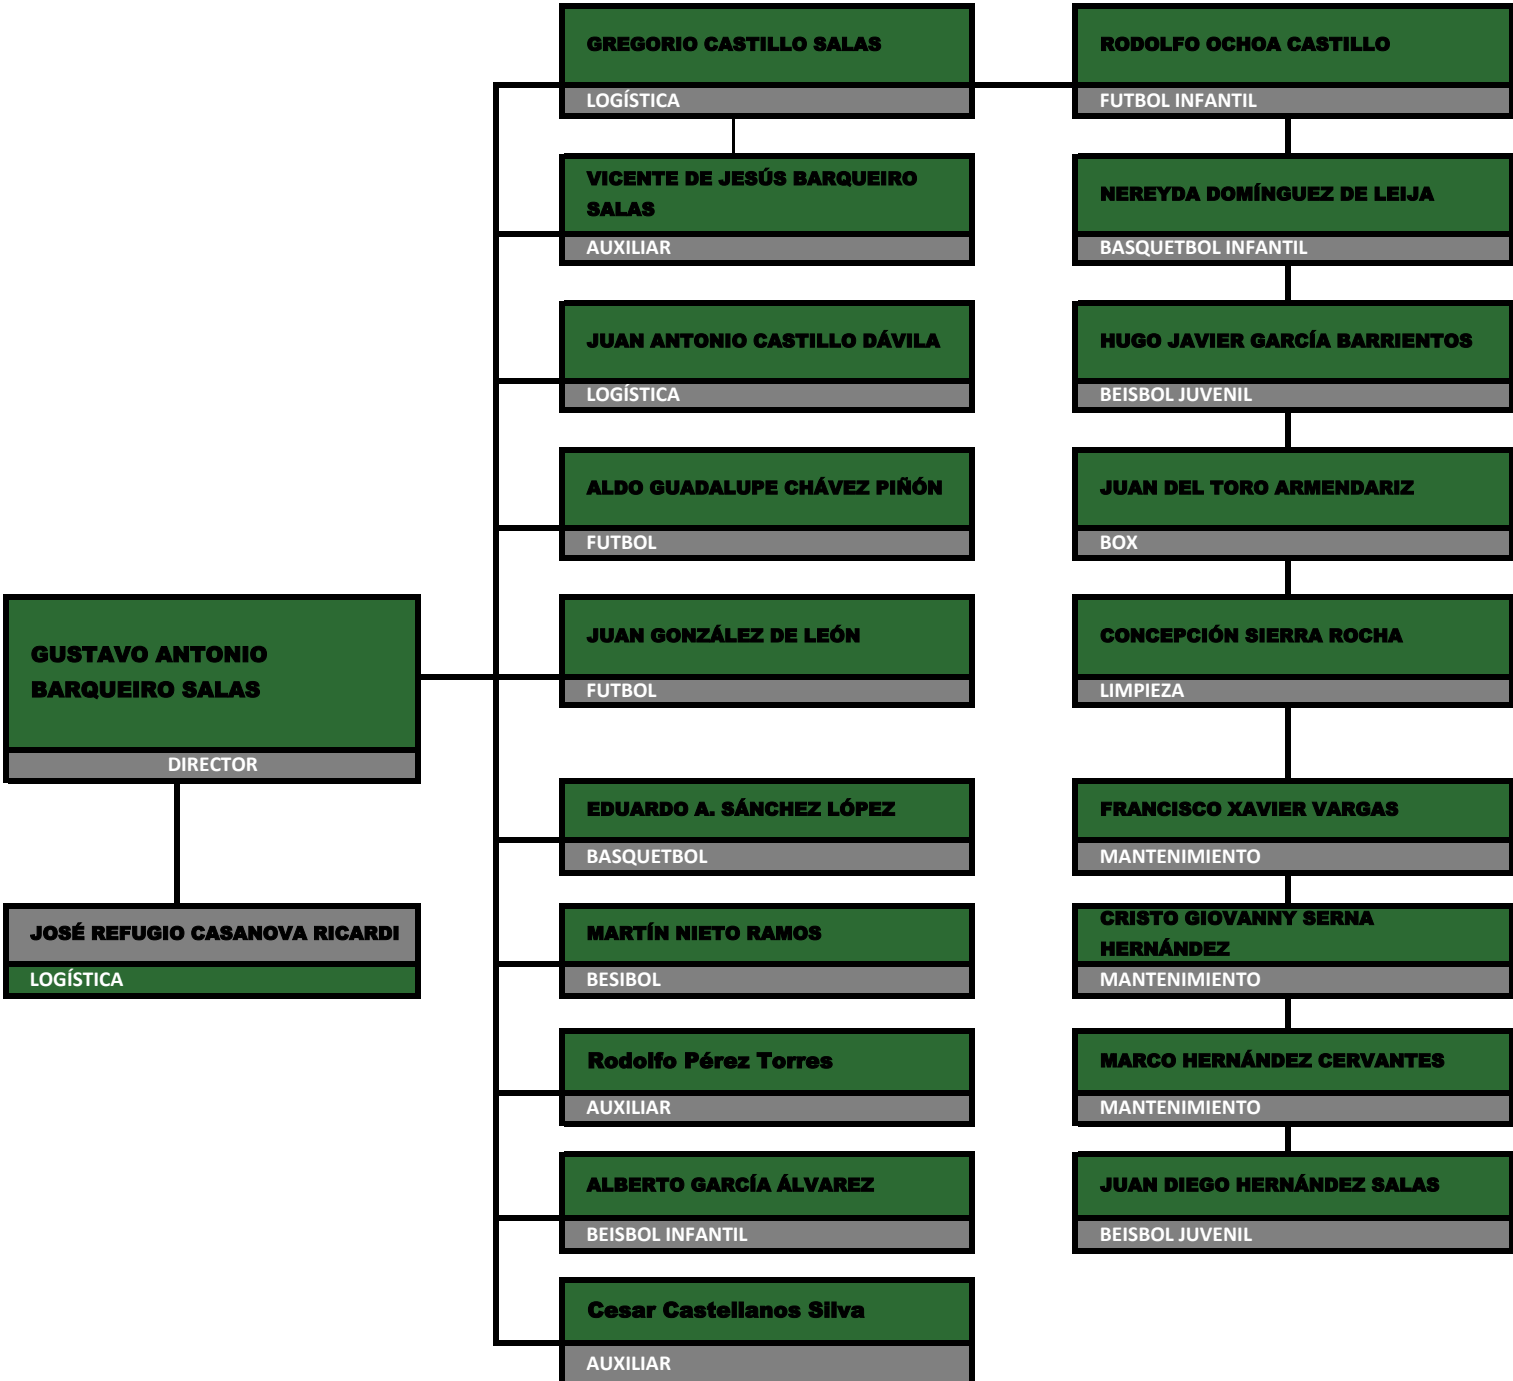 GREGORIO CASTILLO SALAS
LOGÍSTICA
VICENTE DE JESÚS BARQUEIRO
SALAS
AUXILIAR
JUAN ANTONIO CASTILLO DÁVILA
LOGÍSTICA
ALDO GUADALUPE CHÁVEZ PIÑÓN
FUTBOL
GUSTAVO ANTONIO
BARQUEIRO SALAS
DIRECTOR
JOSÉ REFUGIO CASANOVA RICARDI
LOGÍSTICA
JUAN GONZÁLEZ DE LEÓN
FUTBOL
EDUARDO A. SÁNCHEZ LÓPEZ
BASQUETBOL
MARTÍN NIETO RAMOS
BESIBOL
Rodolfo Pérez Torres
AUXILIAR
ALBERTO GARCÍA ÁLVAREZ
BEISBOL INFANTIL
Cesar Castellanos Silva
AUXILIAR
RODOLFO OCHOA CASTILLO
FUTBOL INFANTIL
NEREYDA DOMÍNGUEZ DE LEIJA
BASQUETBOL INFANTIL
HUGO JAVIER GARCÍA BARRIENTOS
BEISBOL JUVENIL
JUAN DEL TORO ARMENDARIZ
BOX
CONCEPCIÓN SIERRA ROCHA
LIMPIEZA
FRANCISCO XAVIER VARGAS
MANTENIMIENTO
CRISTO GIOVANNY SERNA
HERNÁNDEZ
MANTENIMIENTO
MARCO HERNÁNDEZ CERVANTES
MANTENIMIENTO
JUAN DIEGO HERNÁNDEZ SALAS
BEISBOL JUVENIL